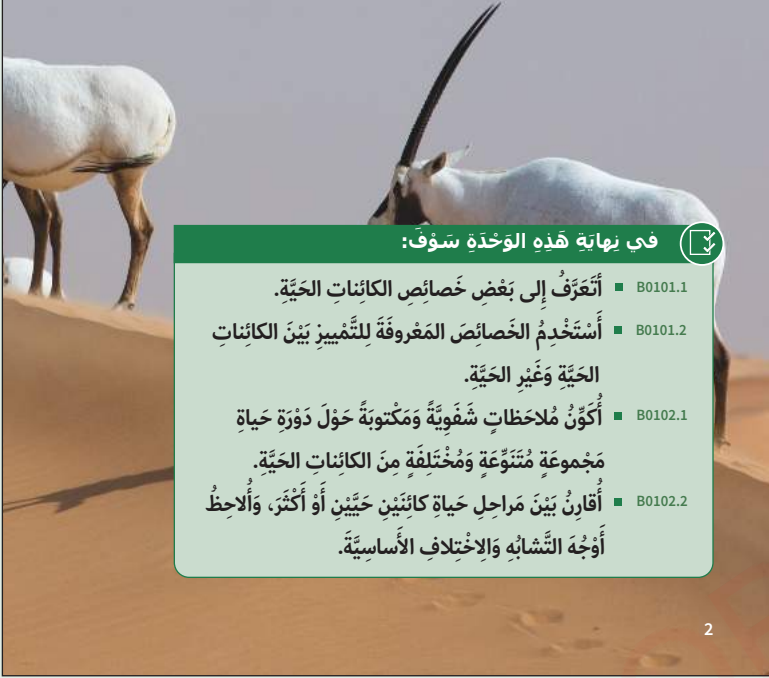 في نِهايَةِ هَذِهِ الوَحْدَةِ سَوْفَ:
B0101.1 ■ أَتَعَرَّفُ إِلى بَعْضِ خَصائِصِ الكائِناتِ الحَيَّةِ.
B0101.2 ■ أَسْتَخْدِمُ الخَصائِصَ المَعْروفَةَ لِلتَّمْييزِ بَيْنَ الكائِناتِ
الحَيَّةِ وَغَيْرِ الحَيَّةِ.
B0102.1 ■ أُكَوِّنُ مُلاحَظاتٍ شَفَوِيَّةً وَمَكْتوبَةً حَوْلَ دَوْرَةِ حَياةِ
مَجْموعَةٍ مُتَنَوِّعَةٍ وَمُخْتَلِفَةٍ مِنَ الكائِناتِ الحَيَّةِ.
B0102.2 ■ أُقارِنُ بَيْنَ مَراحِلِ حَياةِ كائِنَيْنِ حَيَّيْنِ أَوْ أَكْثَرَ، وَأُلاحِظُ
أَوْجُهَ التَّشابُهِ وَالِاخْتِلافِ الأَساسِيَّةَ.
2